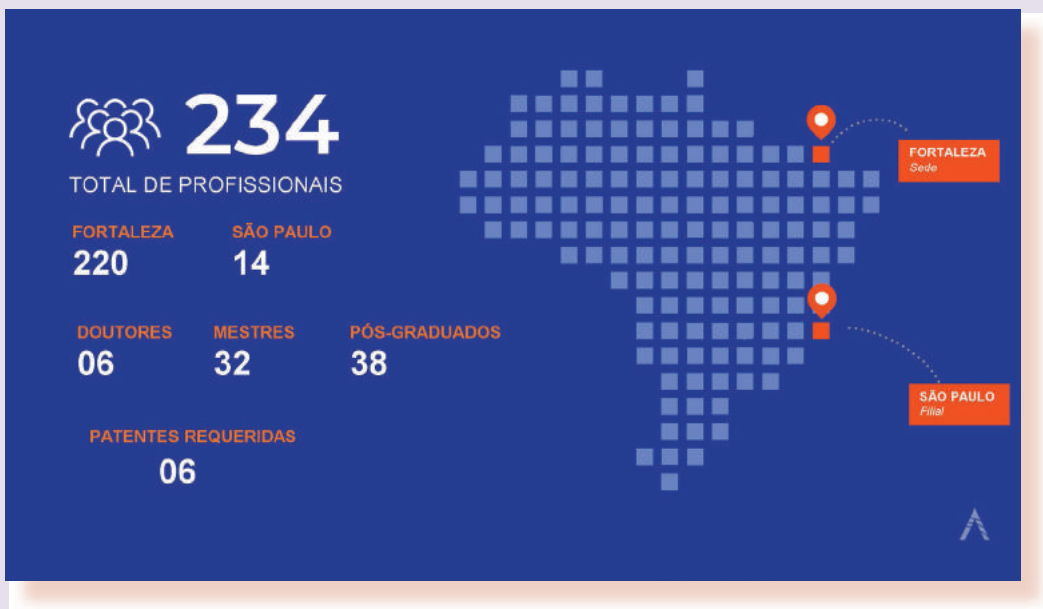 234
TOTAL DE PROFISSIONAIS
FORTALEZA
220
SÃO PAULO
14
DOUTORES
06
MESTRES
32
PÓS-GRADUADOS
38
PATENTES REQUERIDAS
06
FORTALEZA
Sede
SÃO PAULO
Filial